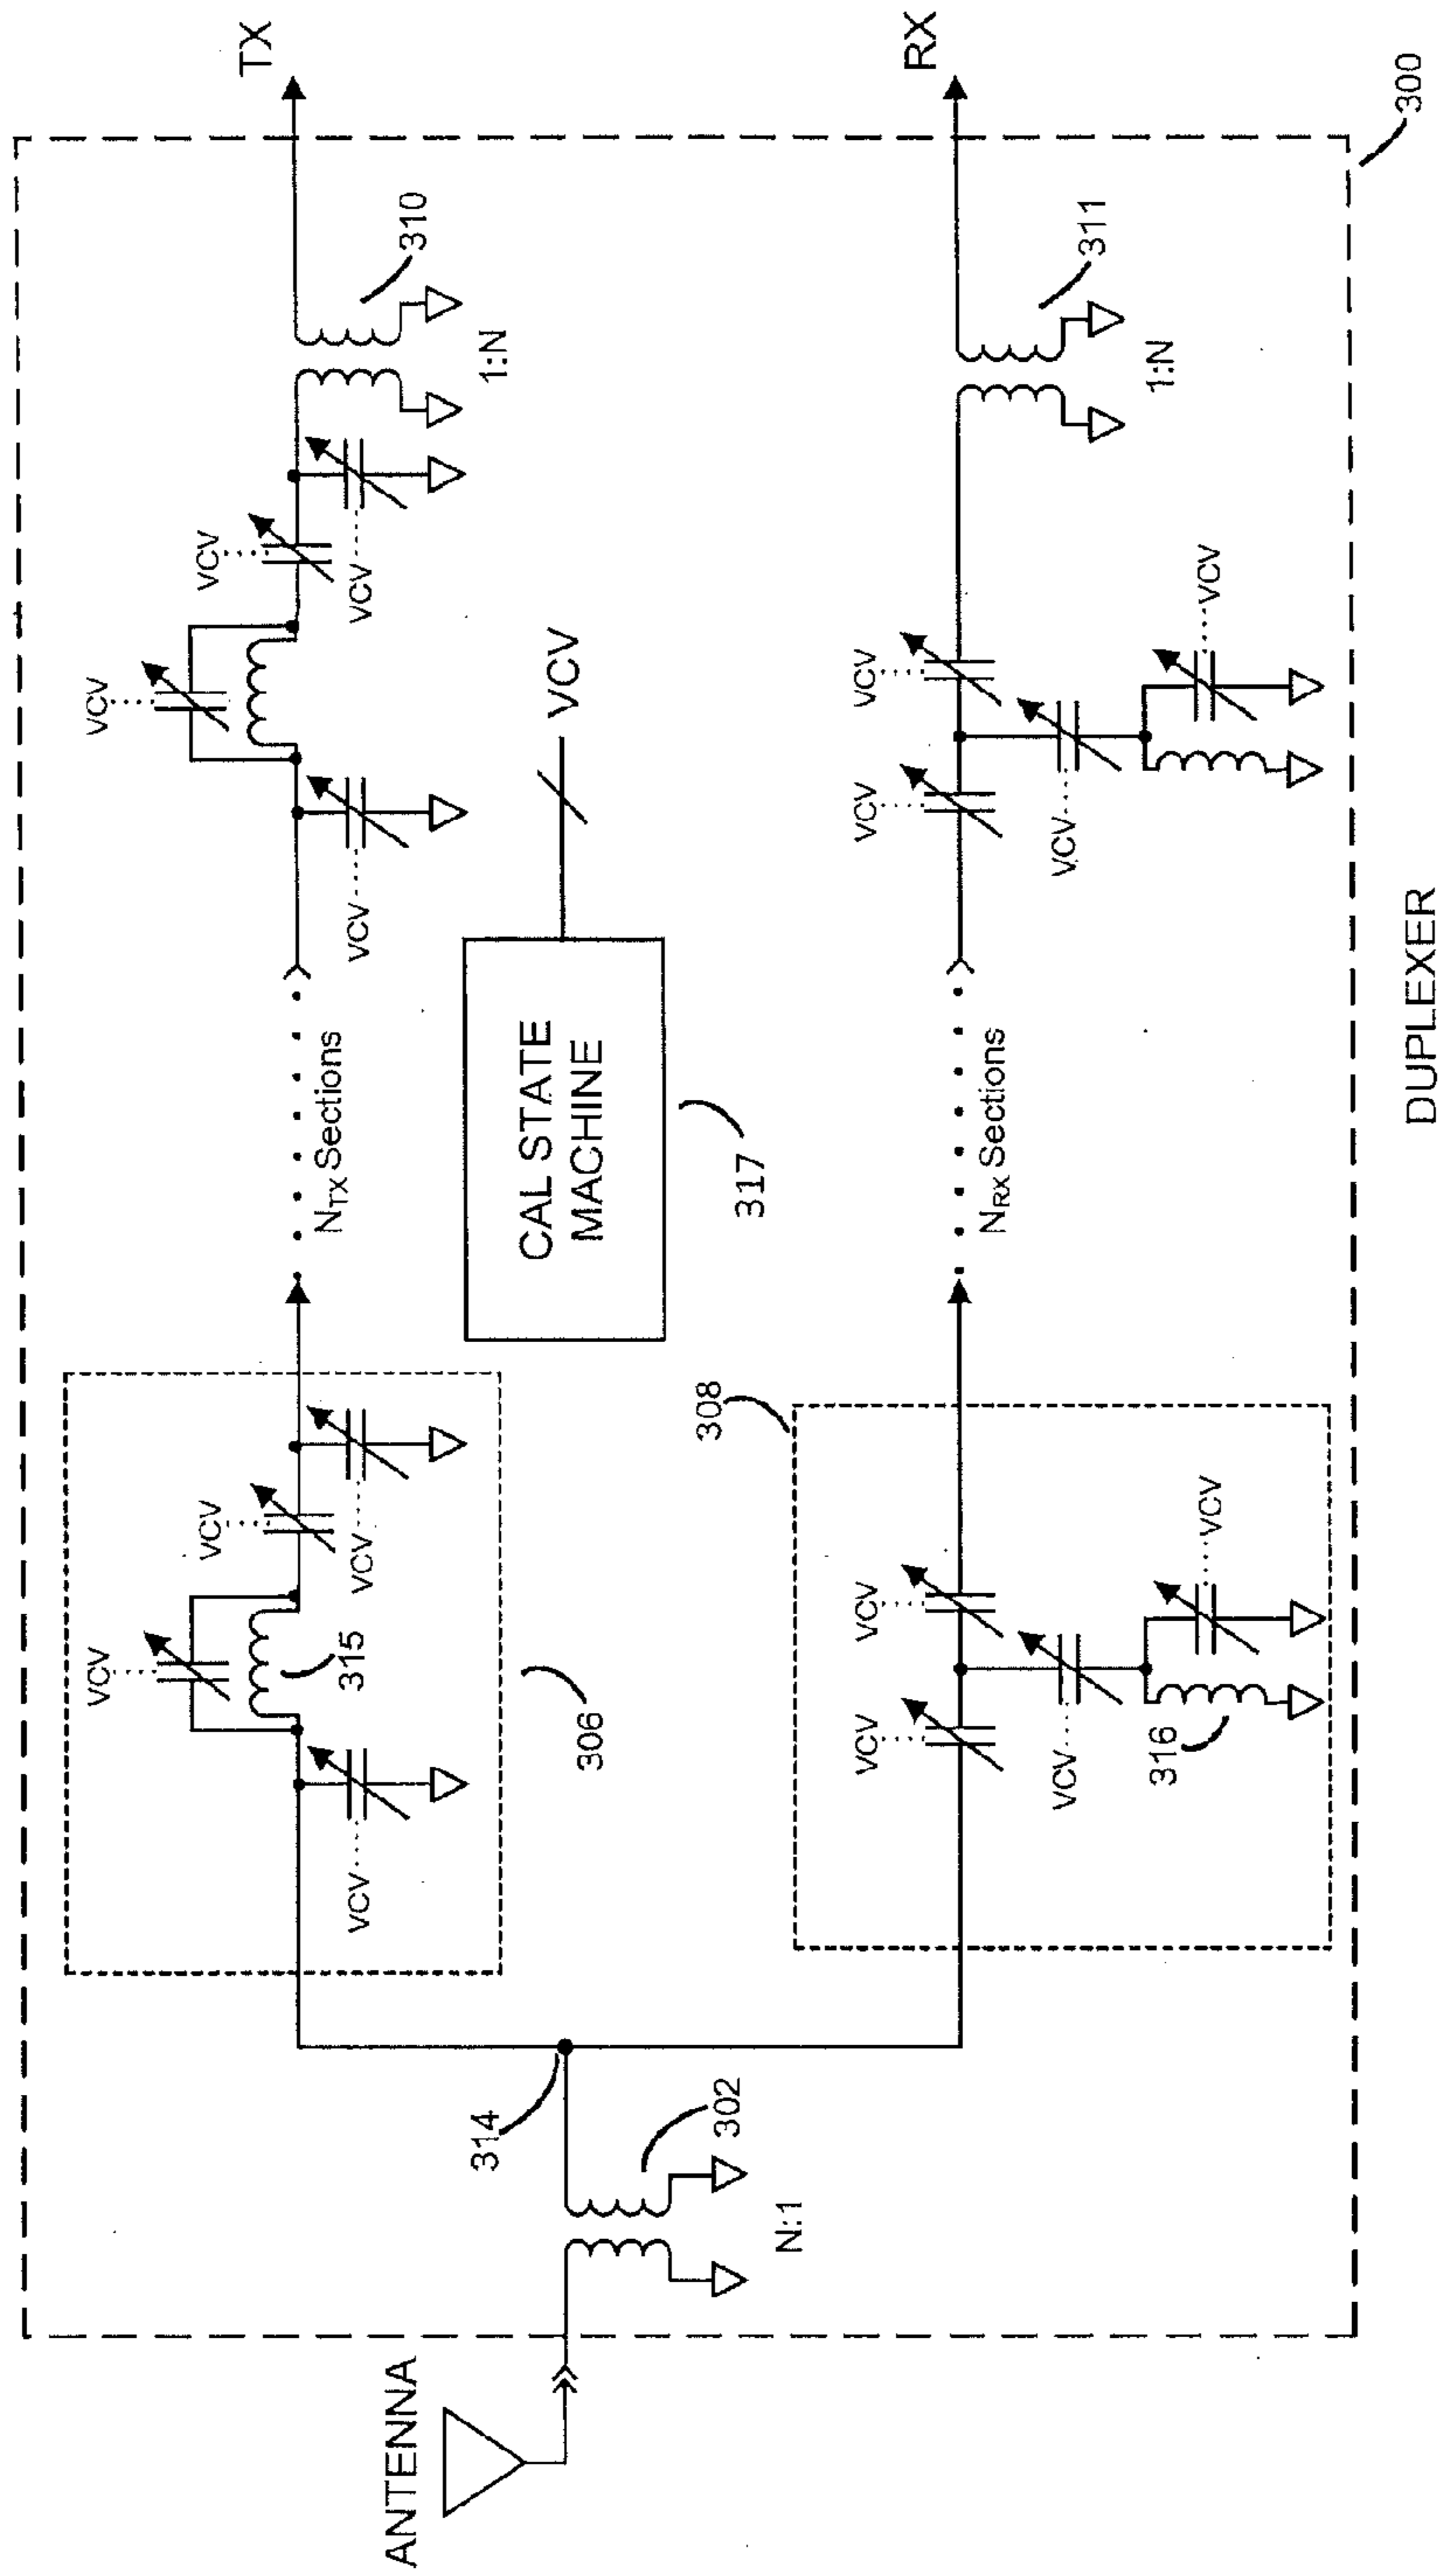 ANTENNA
N:1
302
314
VCV
VCV
315
VCV
VCV
306
NTX Sections
VCV
VCV
VCV
VCV
1:N
310
TX
CAL STATE
MACHINE
317
VCV
308
VCV
VCV
VCV
316
VCV
NRX Sections
VCV
VCV
VCV
VCV
1:N
311
RX
300
DUPLEXER